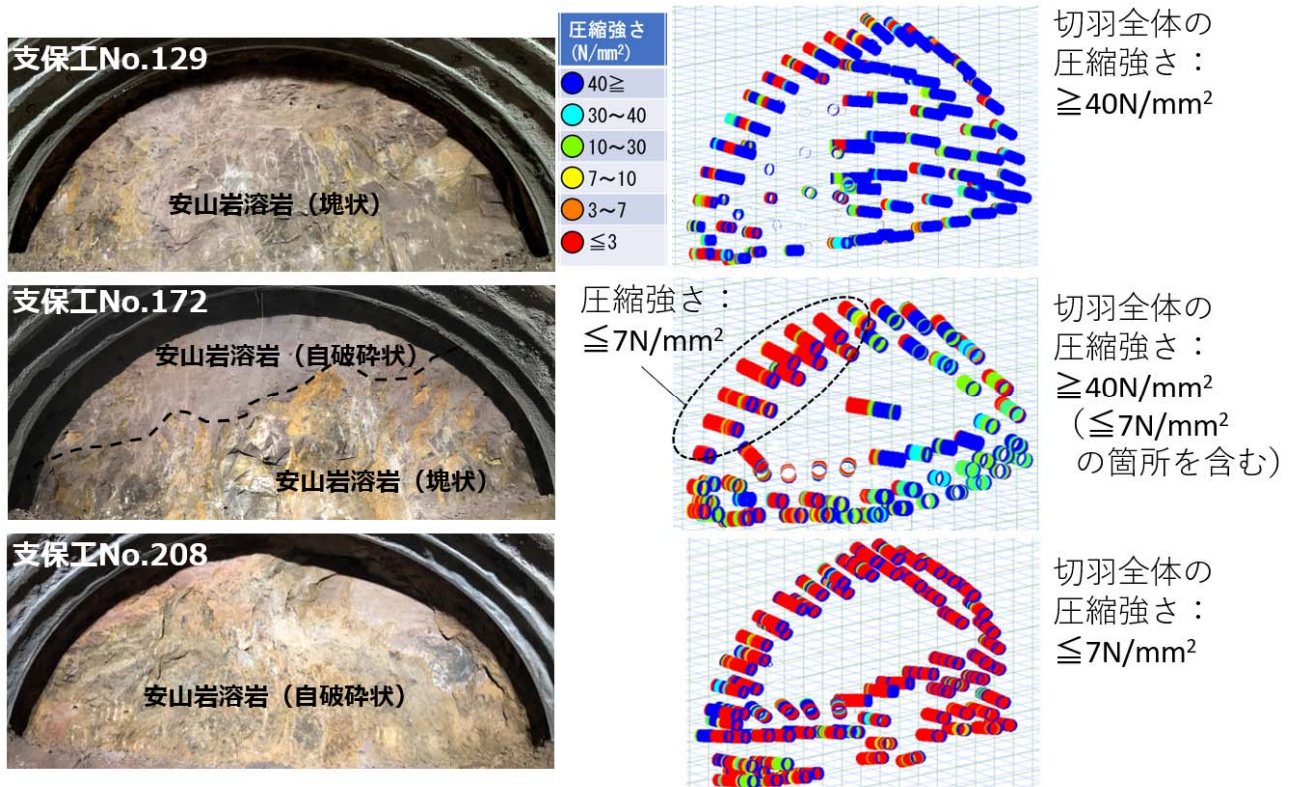 支保工No.129
安山岩溶岩（塊状）
圧縮強さ
(N/mm²)
40≧
30～40
10～30
7～10
3～7
≦3
切羽全体の
圧縮強さ：
≧40N/mm²
支保工No.172
安山岩溶岩（自破砕状）
安山岩溶岩（塊状）
圧縮強さ：
≦7N/mm²
切羽全体の
圧縮強さ：
≧40N/mm²
（≦7N/mm²
の箇所を含む）
支保工No.208
安山岩溶岩（自破砕状）
切羽全体の
圧縮強さ：
≦7N/mm²